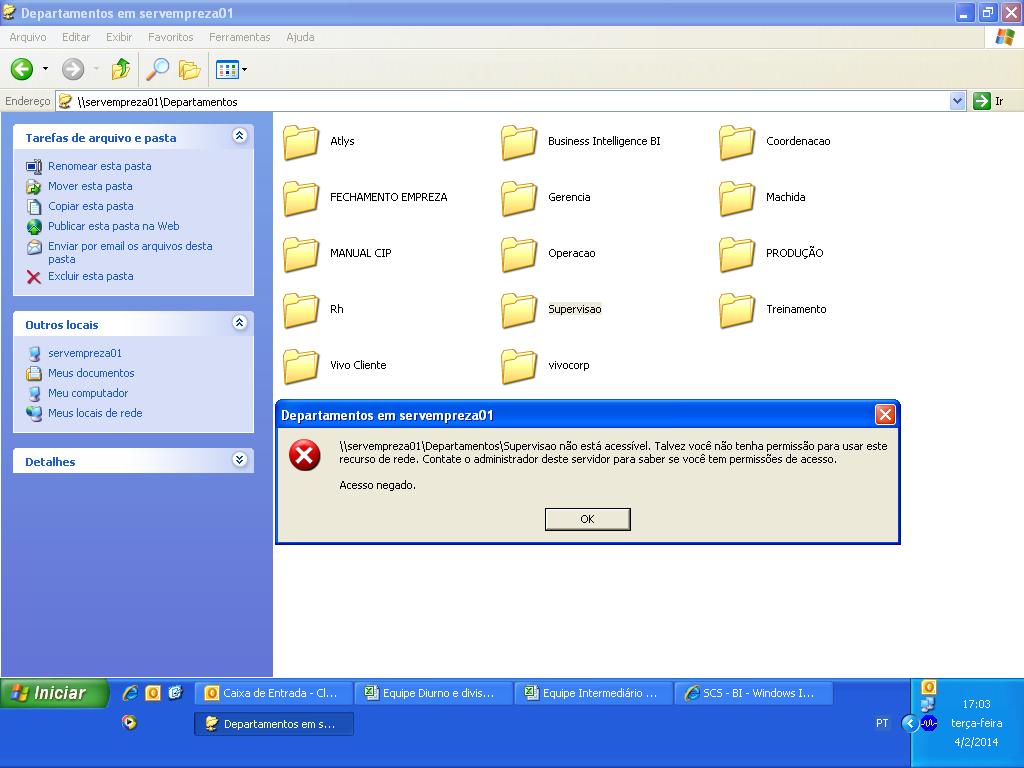 Departamentos em servempreza01
Arquivo Editar Exibir Favoritos Ferramentas Ajuda
Endereço \\servempreza01\Departamentos Ir
Tarefas de arquivo e pasta
Renomear esta pasta
Mover esta pasta
Copiar esta pasta
Publicar esta pasta na Web
Enviar por email os arquivos desta
pasta
Excluir esta pasta
Outros locais
servempreza01
Meus documentos
Meu computador
Meus locais de rede
Detalhes
Atlys Business Intelligence BI Coordenacao
FECHAMENTO EMPREZA Gerencia Machida
MANUAL CIP Operacao PRODUÇÃO
Rh Supervisao Treinamento
Vivo Cliente vivocorp
Departamentos em servempreza01
\\servempreza01\Departamentos\Supervisao não está acessível. Talvez você não tenha permissão para usar este
recurso de rede. Contate o administrador deste servidor para saber se você tem permissões de acesso.
Acesso negado.
OK
Iniciar Caixa de Entrada - Cl... Equipe Diurno e divis... Equipe Intermediário ... SCS - BI - Windows I...
Departamentos em s... PT
17:03
terça-feira
4/2/2014